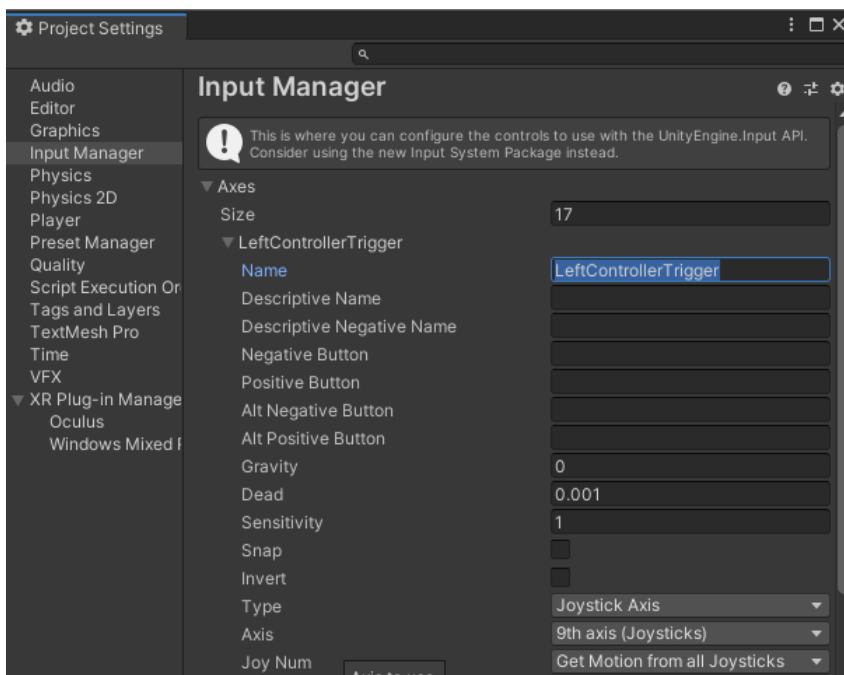 Project Settings
Audio
Editor
Graphics
Input Manager
Physics
Physics 2D
Player
Preset Manager
Quality
Script Execution Or
Tags and Layers
TextMesh Pro
Time
VFX
XR Plug-in Manage
Oculus
Windows Mixed
Input Manager
This is where you can configure the controls to use with the UnityEngine.Input API.
Consider using the new Input System Package instead.
Axes
Size 17
LeftControllerTrigger
Name LeftControllerTrigger
Descriptive Name
Descriptive Negative Name
Negative Button
Positive Button
Alt Negative Button
Alt Positive Button
Gravity 0
Dead 0.001
Sensitivity 1
Snap
Invert
Type Joystick Axis
Axis 9th axis (Joysticks)
Joy Num Get Motion from all Joysticks